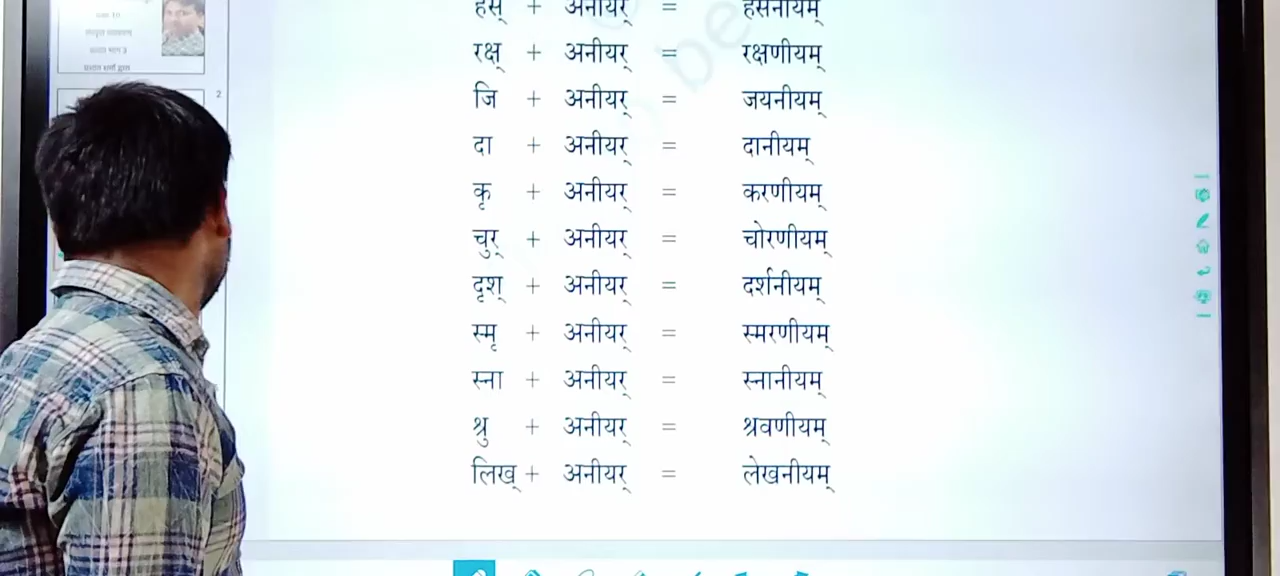 हस् + अनीयर् = हसनीयम्
रक्ष् + अनीयर् = रक्षणीयम्
जि + अनीयर् = जयनीयम्
दा + अनीयर् = दानीयम्
कृ + अनीयर् = करणीयम्
चुर् + अनीयर् = चोरणीयम्
दृश् + अनीयर् = दर्शनीयम्
स्मृ + अनीयर् = स्मरणीयम्
स्ना + अनीयर् = स्नानीयम्
श्रु + अनीयर् = श्रवणीयम्
लिख् + अनीयर् = लेखनीयम्
2
be